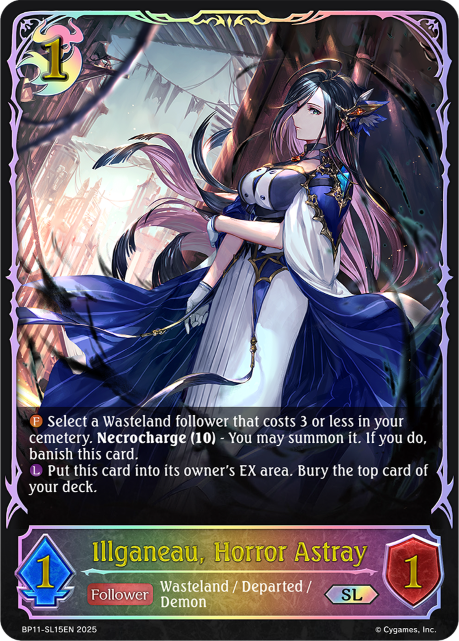 1
F Select a Wasteland follower that costs 3 or less in your
cemetery. Necrocharge (10) - You may summon it. If you do,
banish this card.
L Put this card into its owner's EX area. Bury the top card of
your deck.
Illganeau, Horror Astray
1
Follower
Wasteland / Departed /
Demon
SL
1
BP11-SL15EN 2025
© Cygames, Inc.